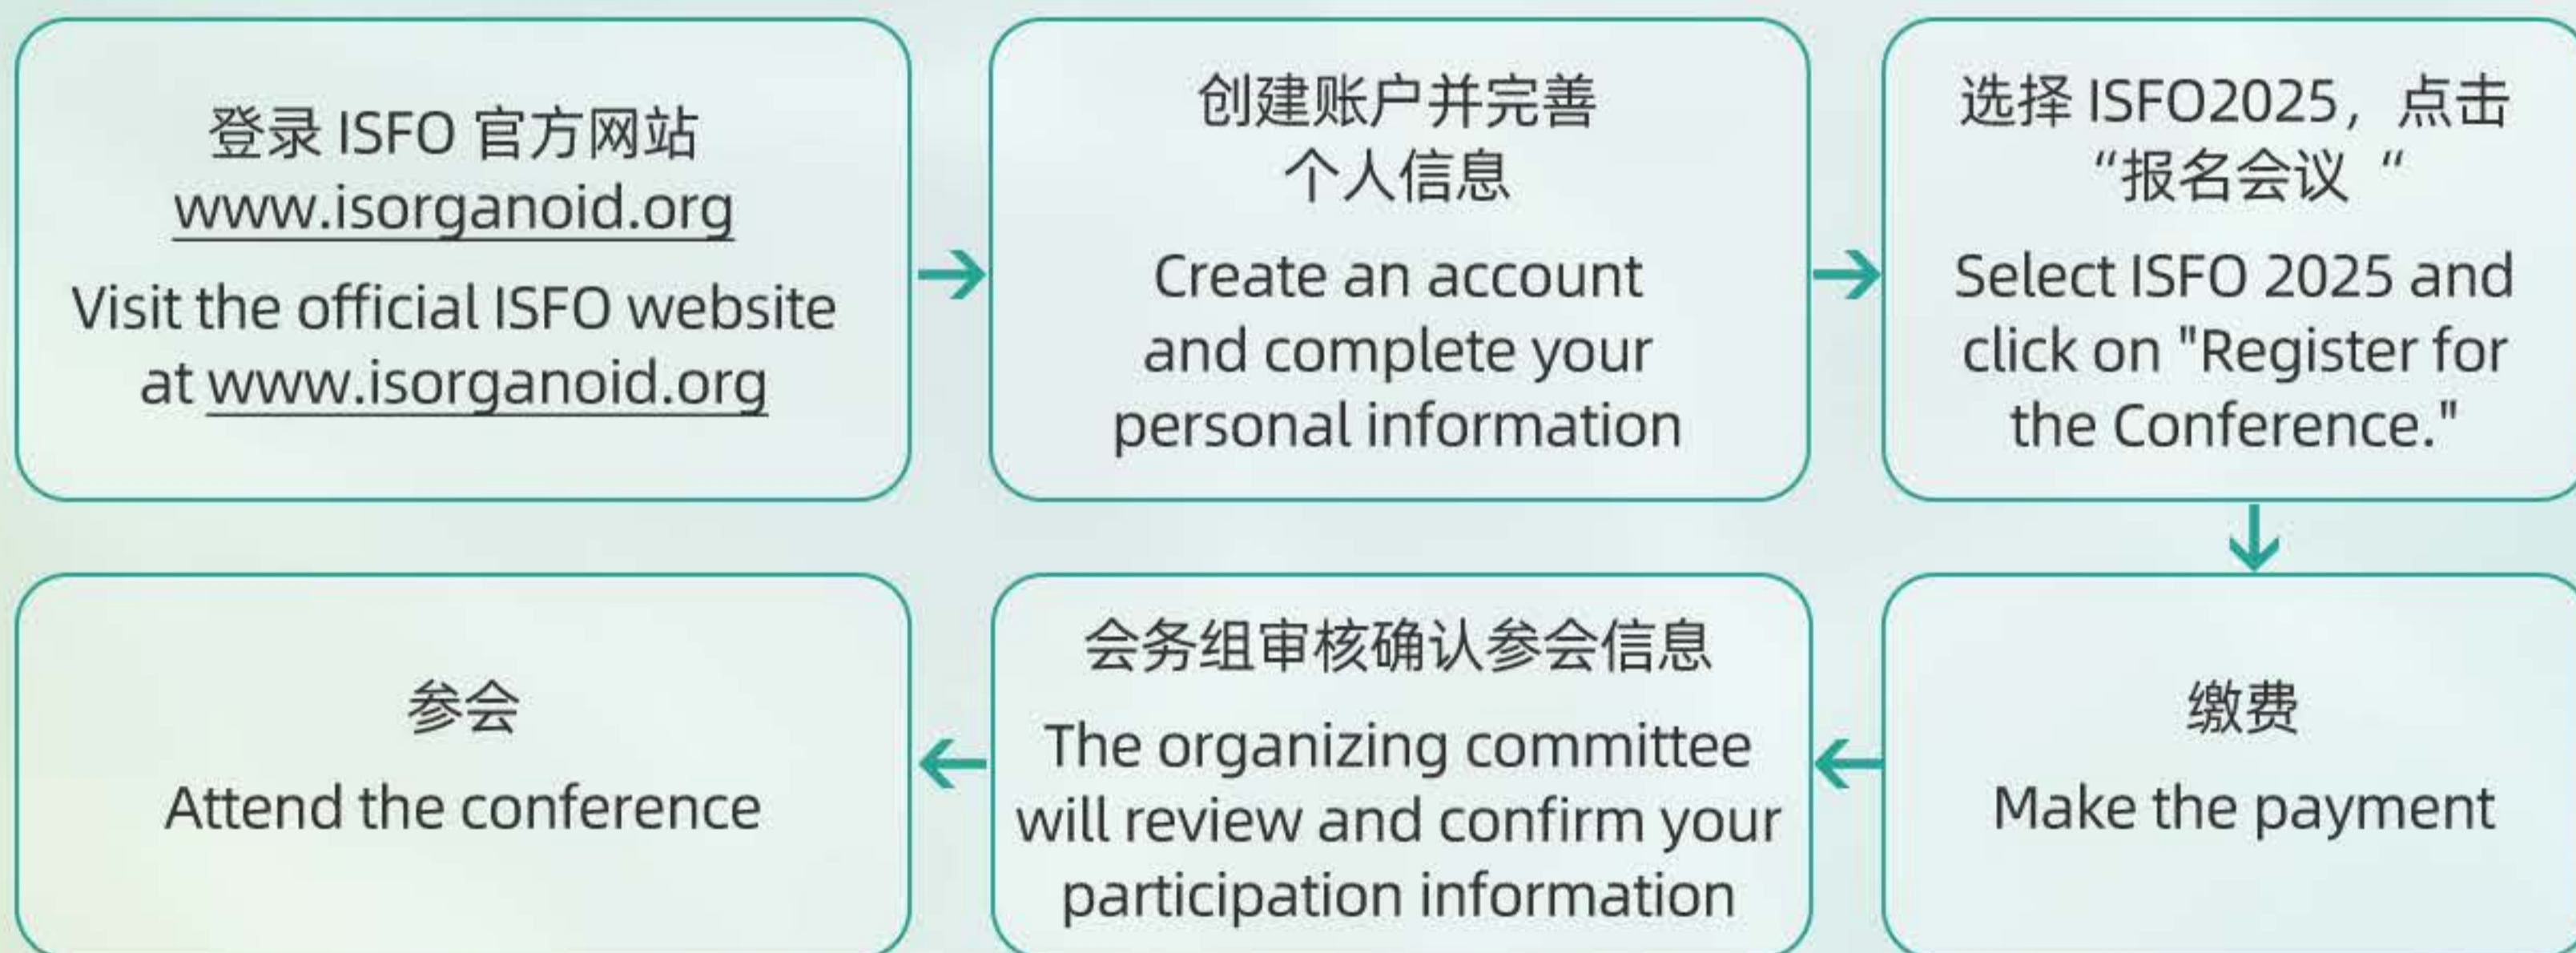 登录 ISFO 官方网站
www.isorganoid.org
Visit the official ISFO website
at www.isorganoid.org
创建账户并完善
个人信息
Create an account
and complete your
personal information
选择 ISFO2025，点击
“报名会议 “
Select ISFO 2025 and
click on "Register for
the Conference."
缴费
Make the payment
会务组审核确认参会信息
The organizing committee
will review and confirm your
participation information
参会
Attend the conference